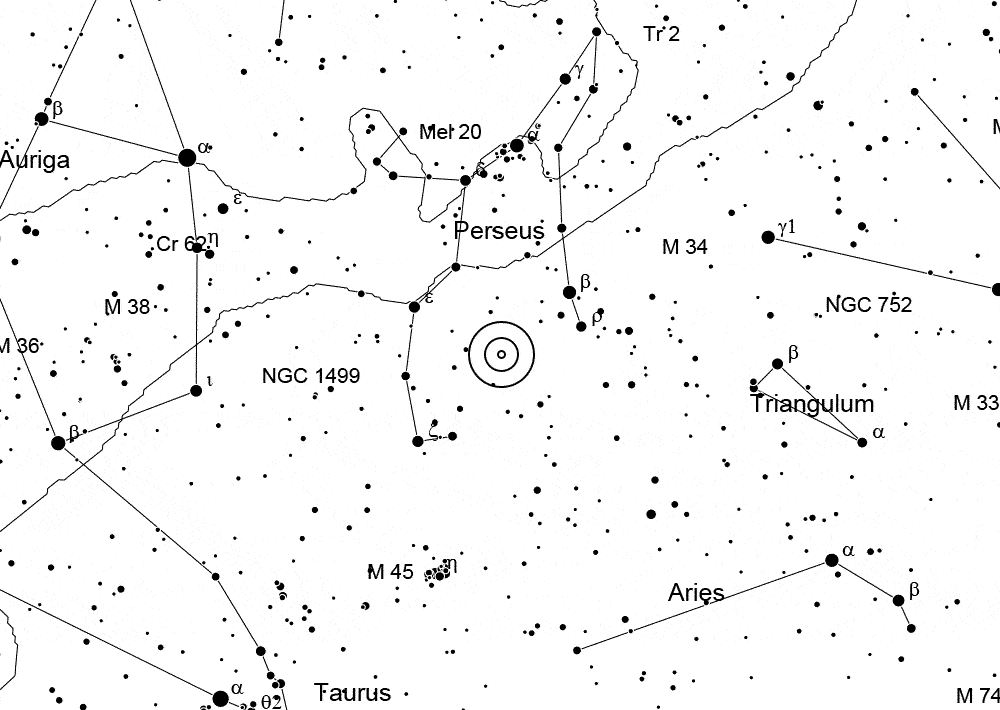 Tr 2
γ
β
Mel 20
α
M
α
Auriga
δ
ε
γ1
Perseus
Cr 62
η
M 34
β
ε
NGC 752
M 38
ρ
M 36
β
ι
NGC 1499
Triangulum
M 33
β
ζ
α
α
M 45
η
Aries
β
α
Taurus
θ2
M 74